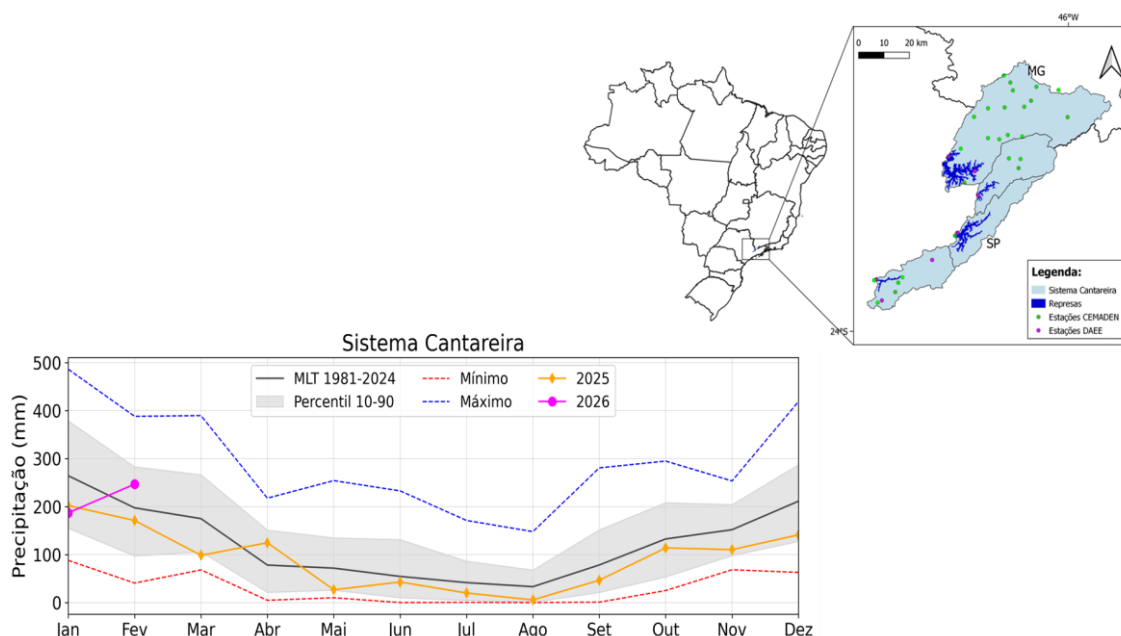 46°W
0 10 20 km
MG
SP
Legenda:
Sistema Cantareira
Represas
Estações CEMADEN
Estações DAEE
24°S
Sistema Cantareira
MLT 1981-2024
Percentil 10-90
Mínimo
Máximo
2025
2026
Precipitação (mm)
500
400
300
200
100
0
Jan Fev Mar Abr Mai Jun Jul Ago Set Out Nov Dez